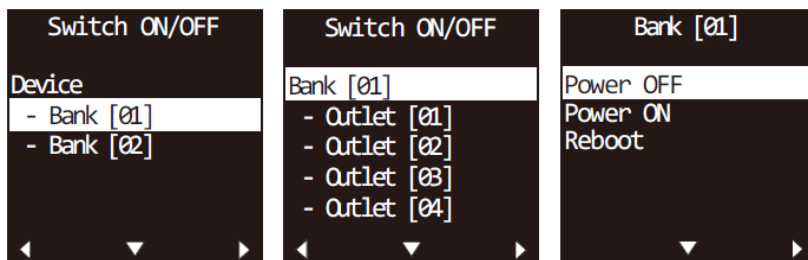 Switch ON/OFF
Device
- Bank [01]
- Bank [02]
Switch ON/OFF
Bank [01]
- Outlet [01]
- Outlet [02]
- Outlet [03]
- Outlet [04]
Bank [01]
Power OFF
Power ON
Reboot